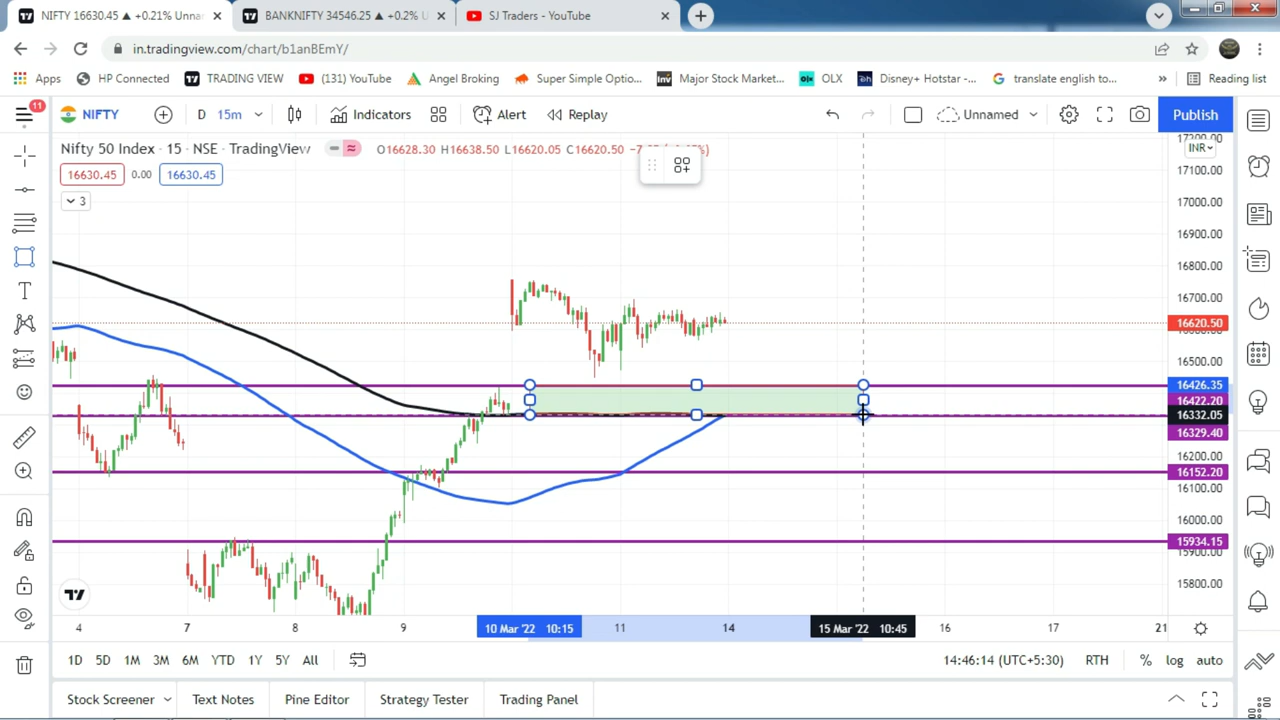 NIFTY 16630.45 ▲ +0.21% Unnar
BANKNIFTY 34546.25 ▲ +0.2% U
SJ Traders - YouTube
in.tradingview.com/chart/b1anBEmY/
Apps
HP Connected
TRADING VIEW
(131) YouTube
Angel Broking
Super Simple Optio...
Major Stock Market...
OLX
Disney+ Hotstar -...
translate english to...
»
Reading list
11
NIFTY
D
15m
Indicators
Alert
Replay
Unnamed
Publish
Nifty 50 Index · 15 · NSE · TradingView
O16628.30 H16638.50 L16620.05 C16620.50
16630.45
0.00
16630.45
3
17200.00
INR
17100.00
17000.00
16900.00
16800.00
16700.00
16620.50
16600.00
16500.00
16426.35
16422.20
16332.05
16329.40
16200.00
16152.20
16100.00
16000.00
15934.15
15900.00
15800.00
4
7
8
9
10 Mar '22 10:15
11
14
15 Mar '22 10:45
16
17
21
1D
5D
1M
3M
6M
YTD
1Y
5Y
All
14:46:14 (UTC+5:30)
RTH
%
log
auto
Stock Screener
Text Notes
Pine Editor
Strategy Tester
Trading Panel